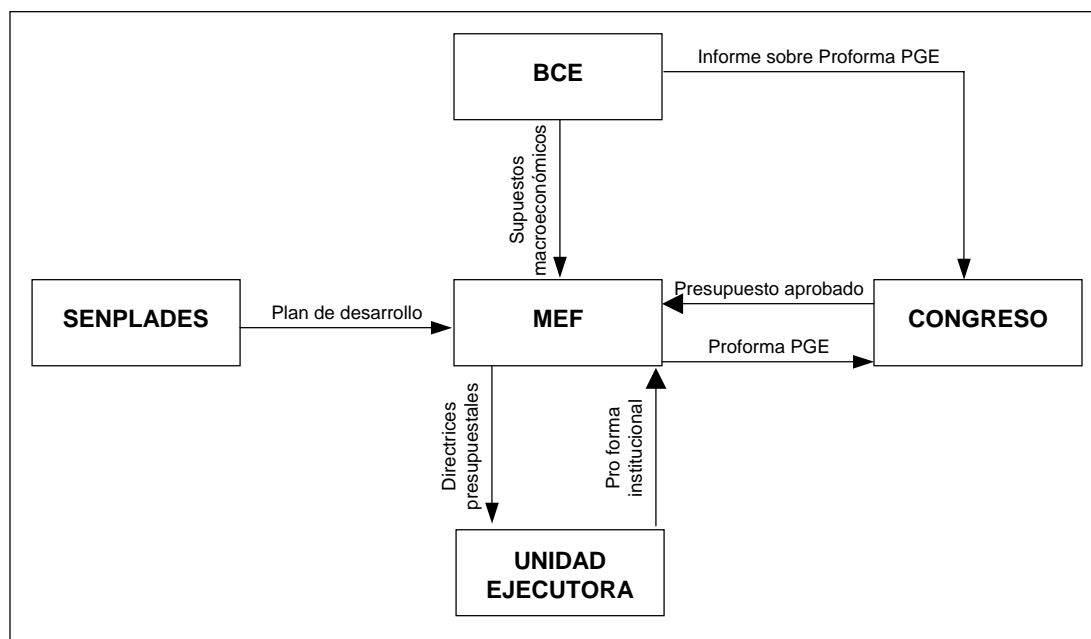 BCE
Informe sobre Proforma PGE
Supuestos
macroeconómicos
SENPLADES
Plan de desarrollo
MEF
Presupuesto aprobado
Proforma PGE
CONGRESO
Directrices
presupuestales
Pro forma
institucional
UNIDAD
EJECUTORA